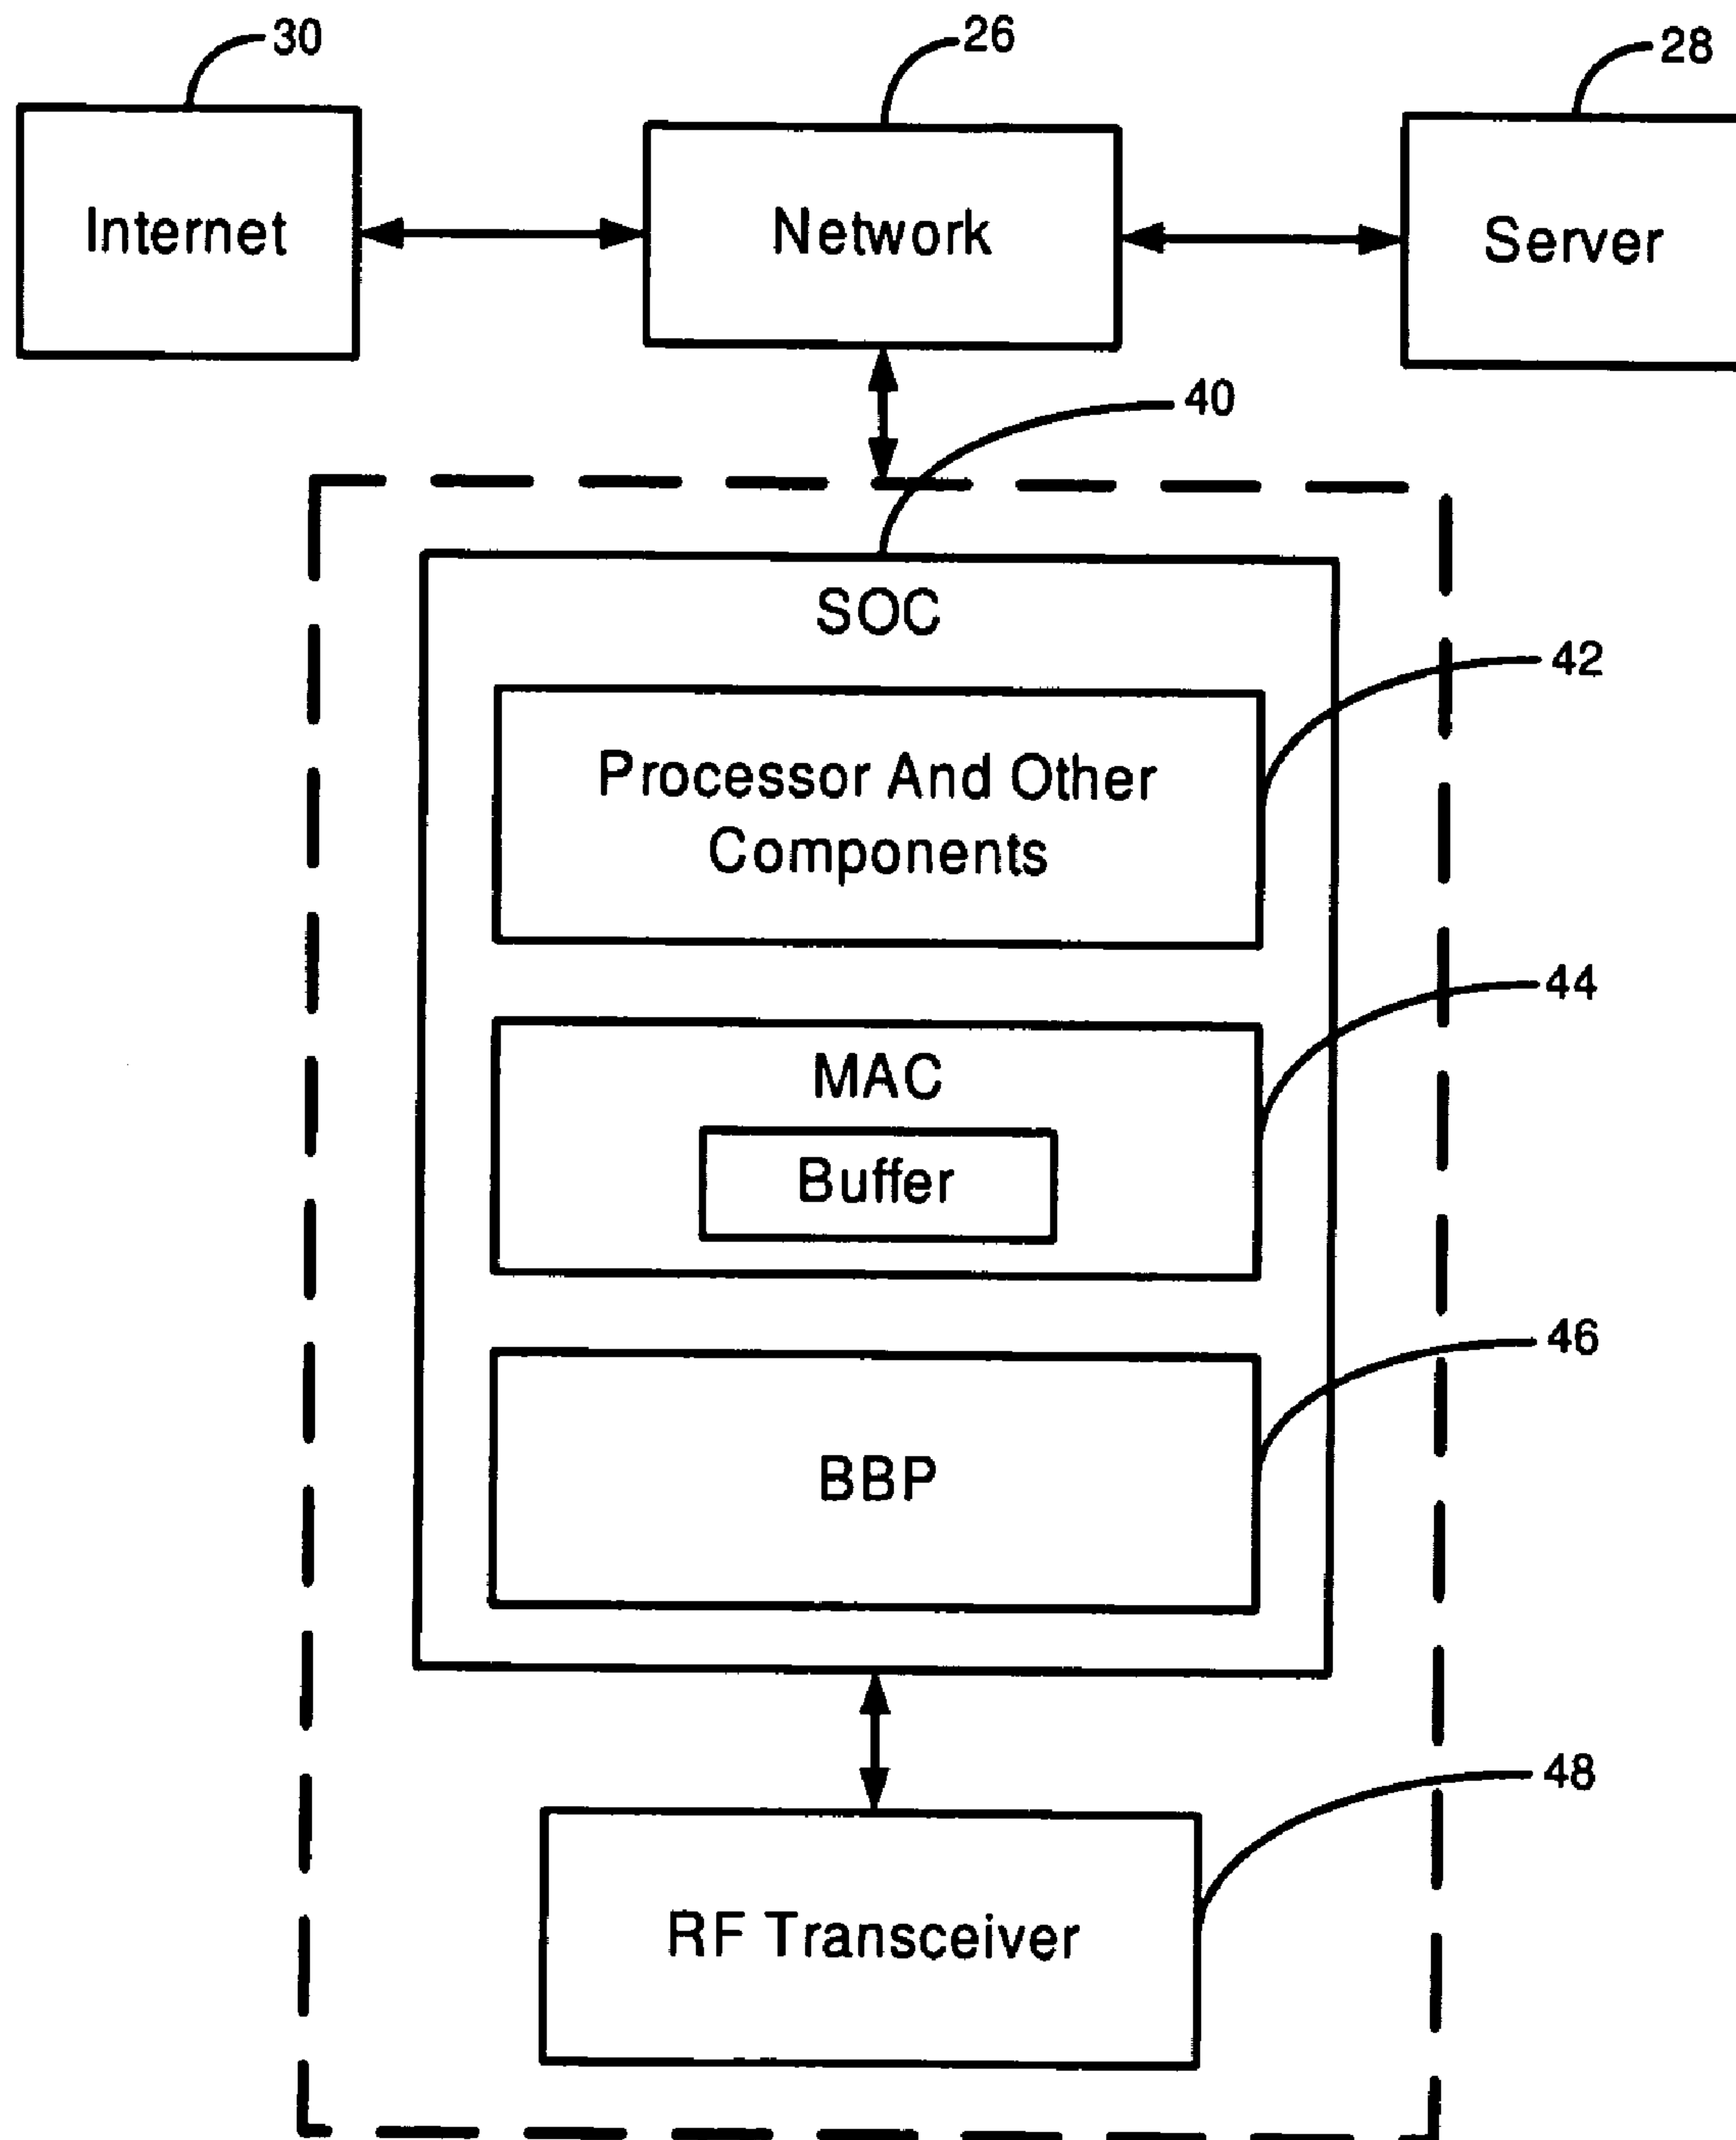 30
26
28
Internet
Network
Server
40
SOC
42
Processor And Other
Components
44
MAC
Buffer
46
BBP
48
RF Transceiver